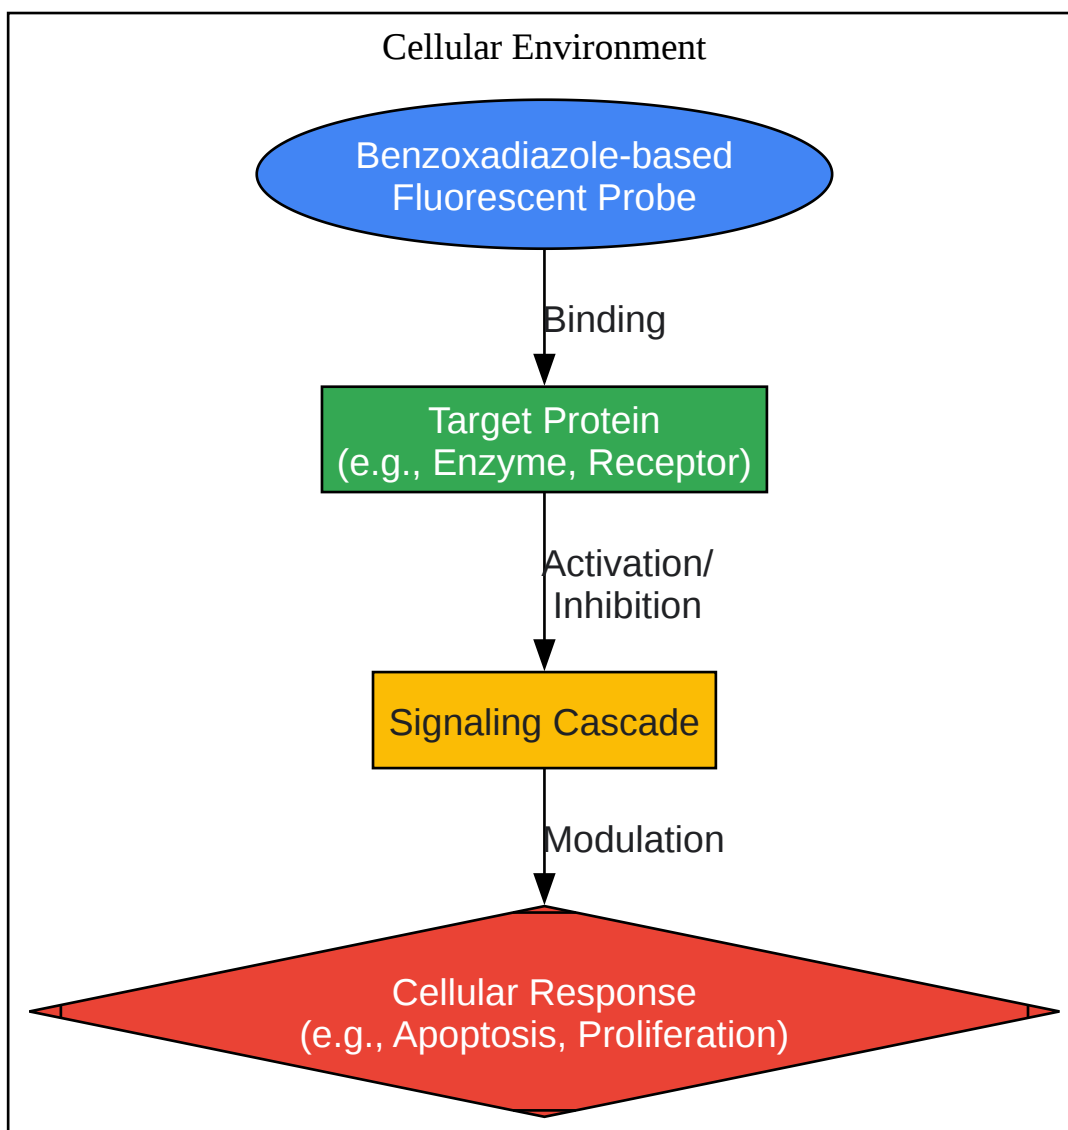 Cellular Environment
Benzoxadiazole-based
Fluorescent Probe
Binding
Target Protein
(e.g., Enzyme, Receptor)
Activation/
Inhibition
Signaling Cascade
Modulation
Cellular Response
(e.g., Apoptosis, Proliferation)